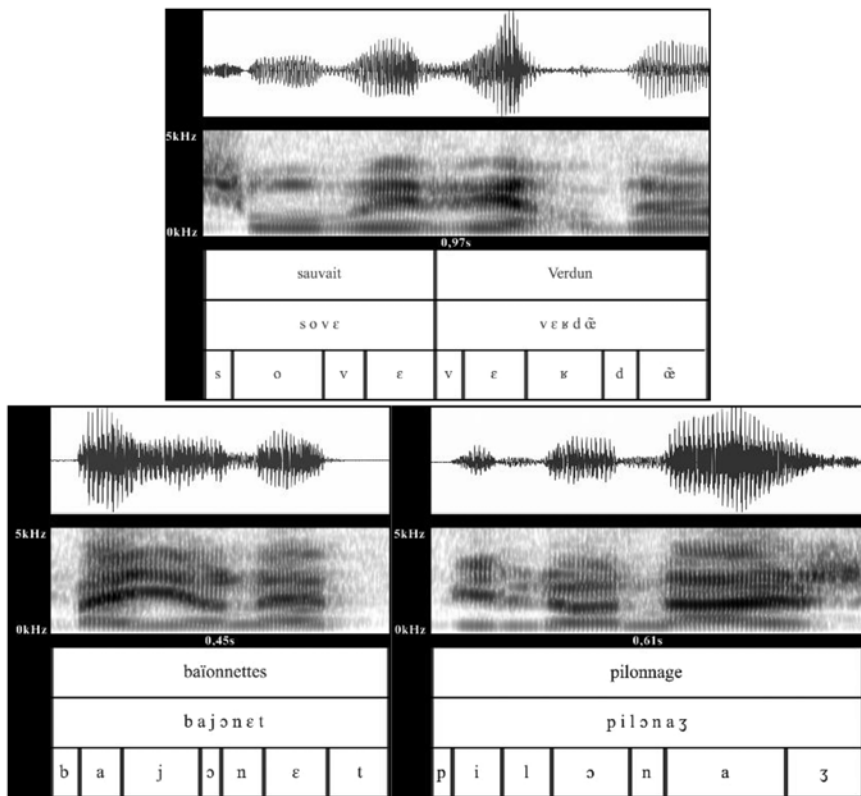 5kHz
0kHz
0,97s
sauvait Verdun
s o v ɛ v ɛ ʁ d œ̃
s o v ɛ v ɛ ʁ d œ̃
5kHz
0kHz
0,45s
baïonnettes
b a j ɔ n ɛ t
b a j ɔ n ɛ t
5kHz
0kHz
0,61s
pilonnage
p i l ɔ n a ʒ
p i l ɔ n a ʒ